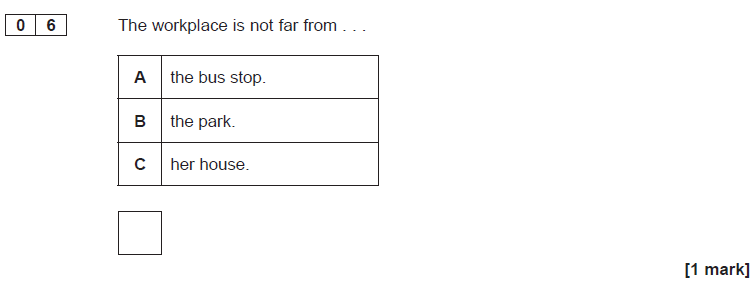 0 6 The workplace is not far from . . .
A the bus stop.
B the park.
C her house.
[1 mark]